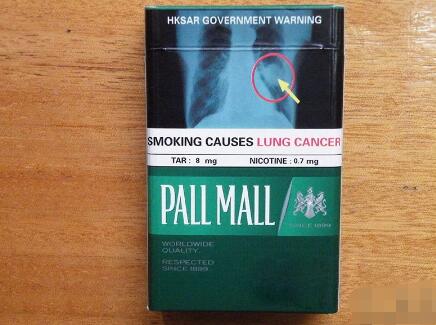 HKSAR GOVERNMENT WARNING
SMOKING CAUSES LUNG CANCER
TAR : 8 mg NICOTINE : 0.7 mg
PALL MALL
SINCE 1899
WORLDWIDE
QUALITY.
RESPECTED
SINCE 1899